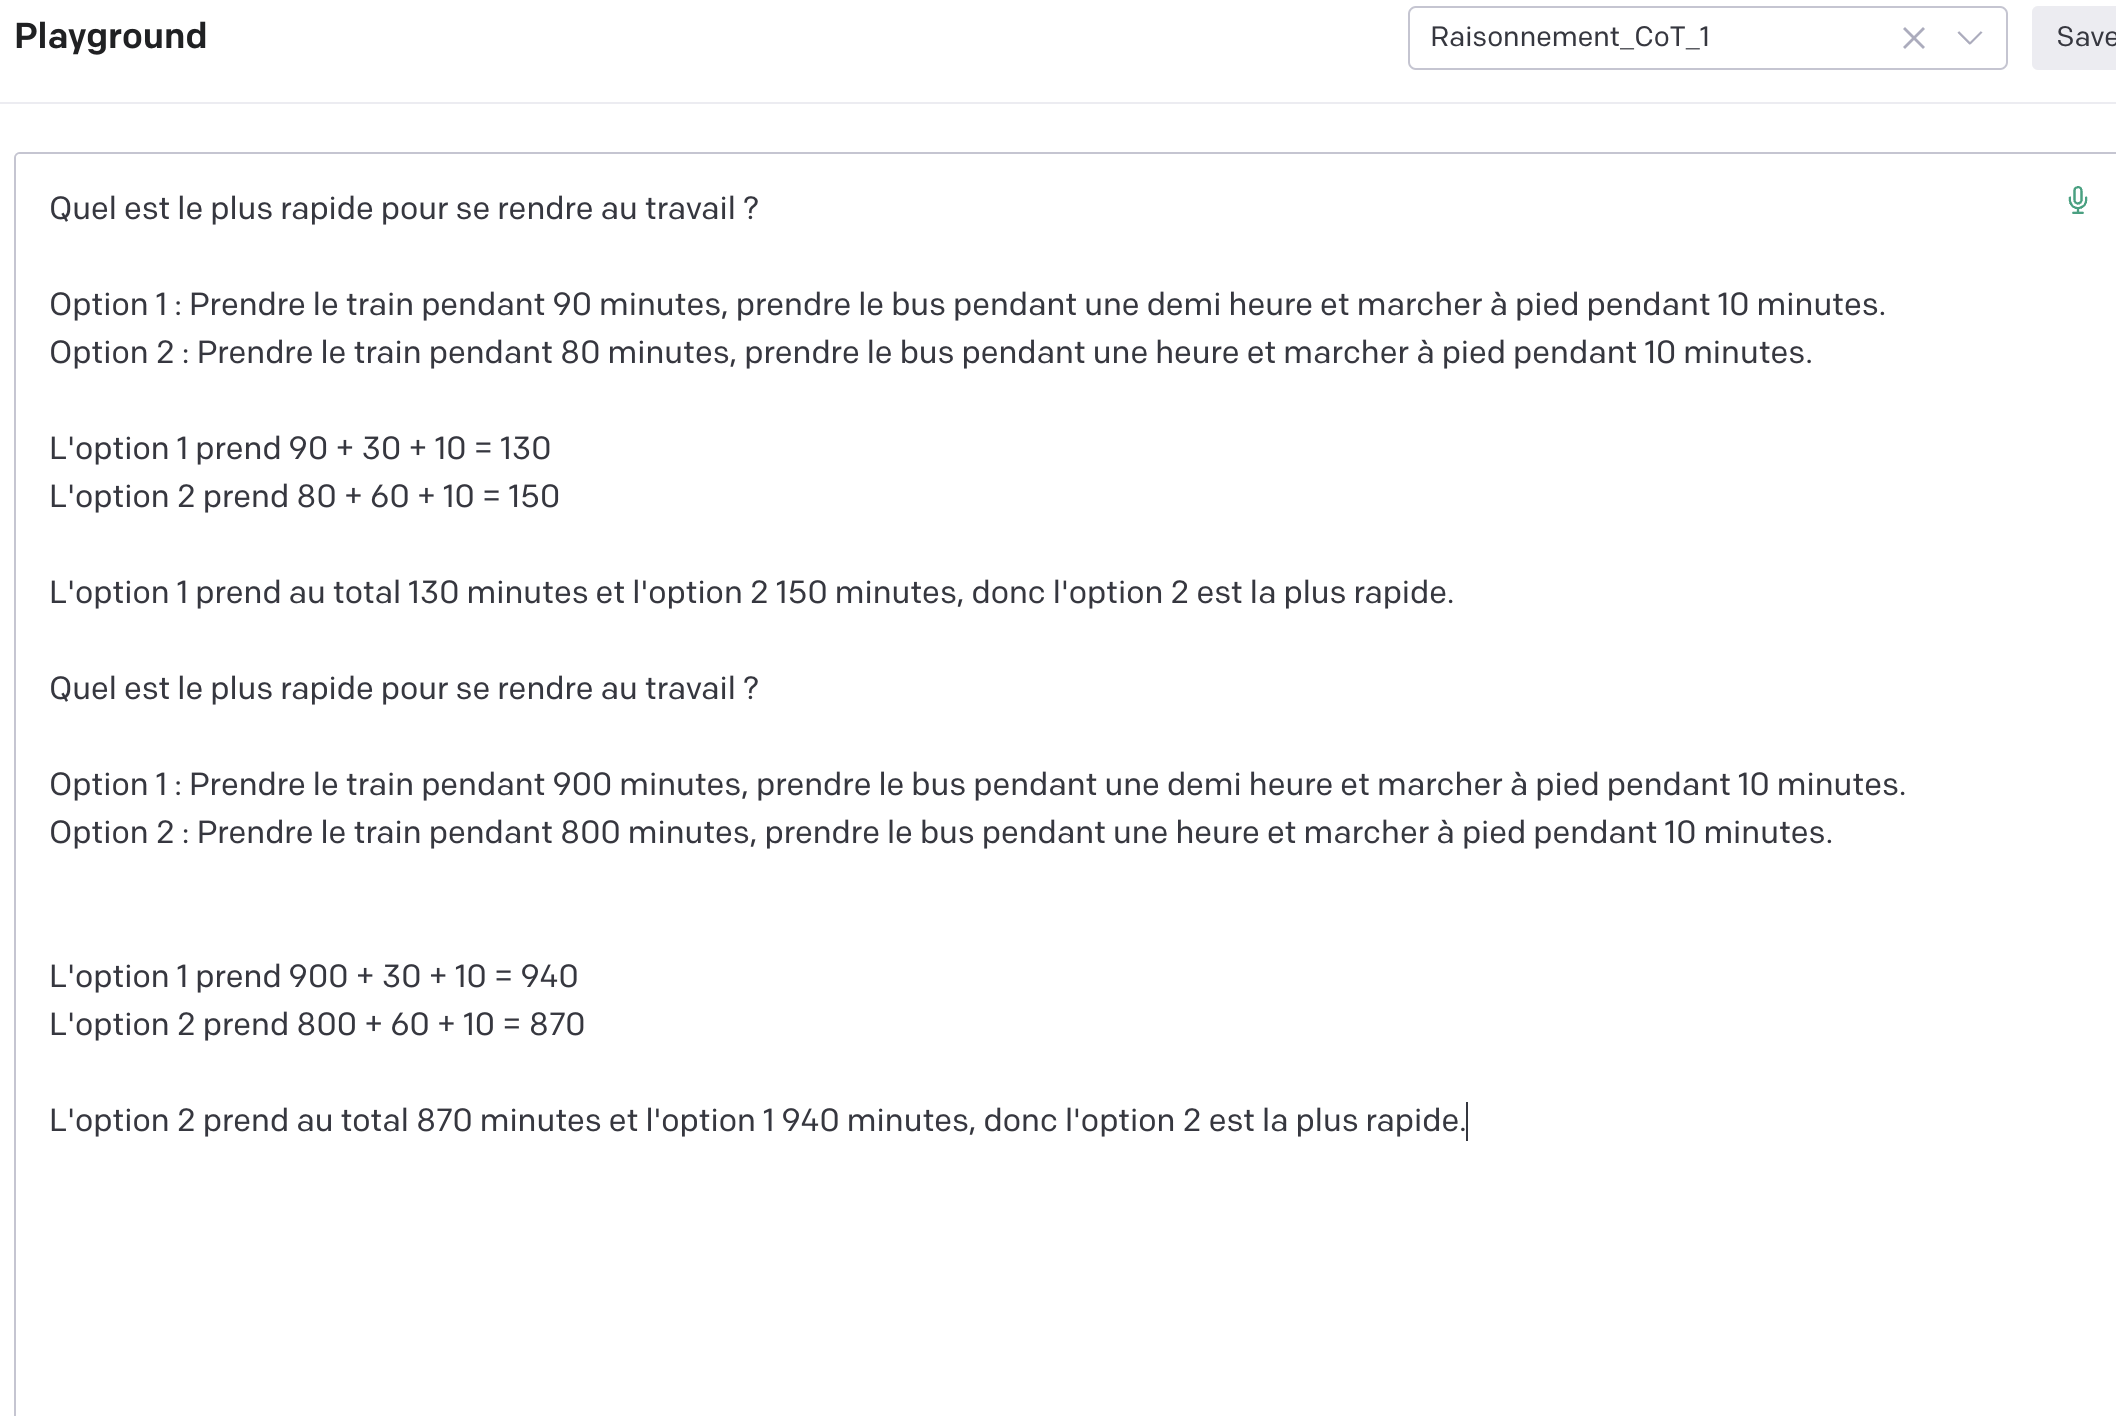 Playground
Raisonnement_CoT_1
Save
Quel est le plus rapide pour se rendre au travail ?
Option 1 : Prendre le train pendant 90 minutes, prendre le bus pendant une demi heure et marcher à pied pendant 10 minutes.
Option 2 : Prendre le train pendant 80 minutes, prendre le bus pendant une heure et marcher à pied pendant 10 minutes.
L'option 1 prend 90 + 30 + 10 = 130
L'option 2 prend 80 + 60 + 10 = 150
L'option 1 prend au total 130 minutes et l'option 2 150 minutes, donc l'option 2 est la plus rapide.
Quel est le plus rapide pour se rendre au travail ?
Option 1 : Prendre le train pendant 900 minutes, prendre le bus pendant une demi heure et marcher à pied pendant 10 minutes.
Option 2 : Prendre le train pendant 800 minutes, prendre le bus pendant une heure et marcher à pied pendant 10 minutes.
L'option 1 prend 900 + 30 + 10 = 940
L'option 2 prend 800 + 60 + 10 = 870
L'option 2 prend au total 870 minutes et l'option 1 940 minutes, donc l'option 2 est la plus rapide.